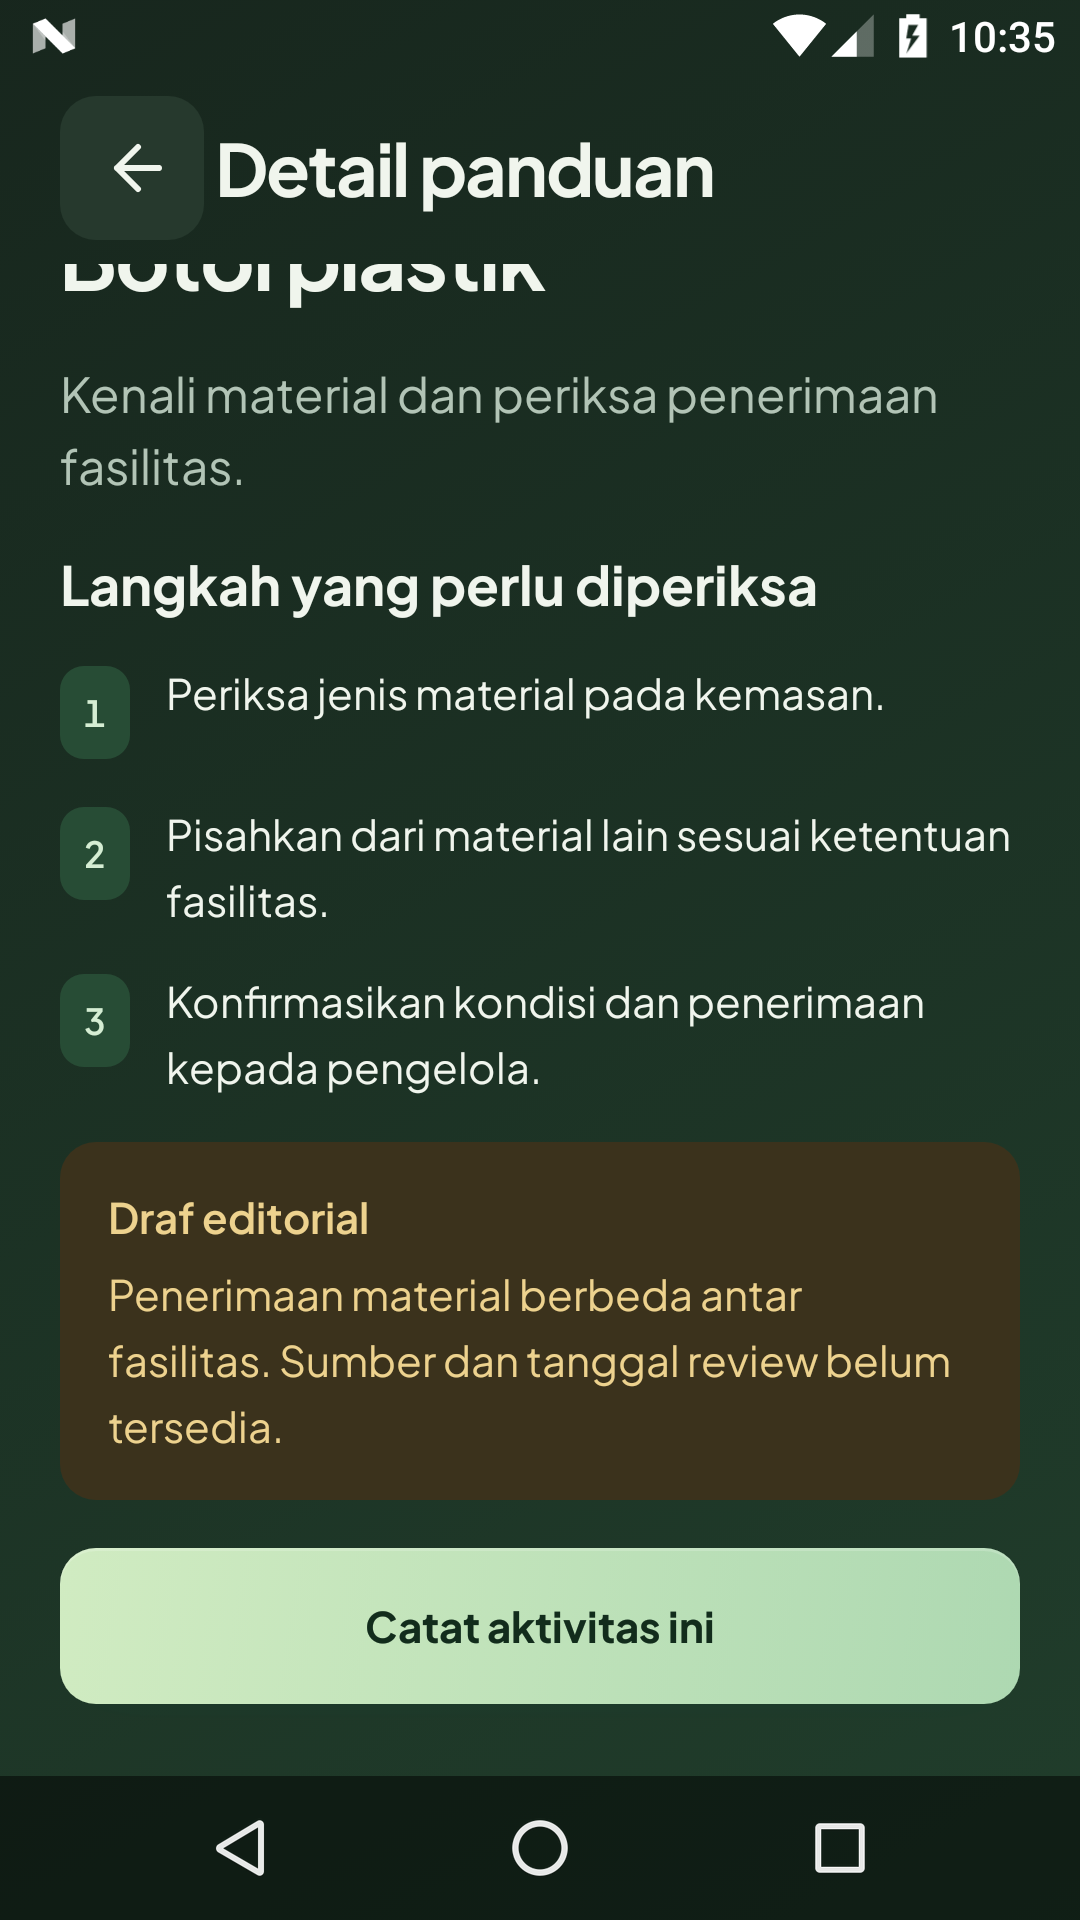 10:35
Detail panduan
Botol plastik
Kenali material dan periksa penerimaan
fasilitas.
Langkah yang perlu diperiksa
1 Periksa jenis material pada kemasan.
2 Pisahkan dari material lain sesuai ketentuan
fasilitas.
3 Konfirmasikan kondisi dan penerimaan
kepada pengelola.
Draf editorial
Penerimaan material berbeda antar
fasilitas. Sumber dan tanggal review belum
tersedia.
Catat aktivitas ini